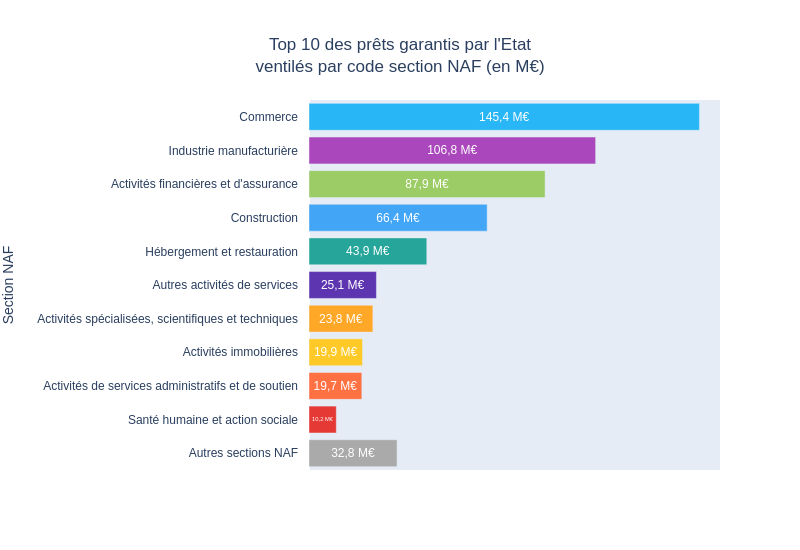 Top 10 des prêts garantis par l'Etat
ventilés par code section NAF (en M€)
Section NAF
Commerce 145,4 M€
Industrie manufacturière 106,8 M€
Activités financières et d'assurance 87,9 M€
Construction 66,4 M€
Hébergement et restauration 43,9 M€
Autres activités de services 25,1 M€
Activités spécialisées, scientifiques et techniques 23,8 M€
Activités immobilières 19,9 M€
Activités de services administratifs et de soutien 19,7 M€
Santé humaine et action sociale 10,2 M€
Autres sections NAF 32,8 M€